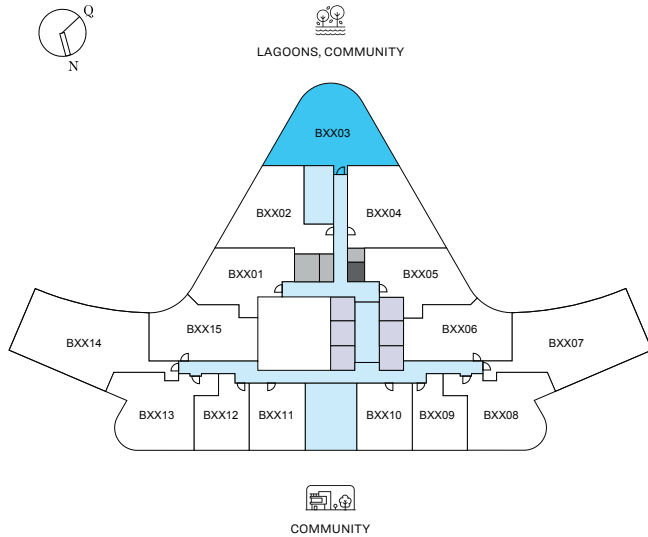 Q
N
LAGOONS, COMMUNITY
BXX03
BXX02
BXX04
BXX01
BXX05
BXX15
BXX06
BXX14
BXX07
BXX13
BXX12
BXX11
BXX10
BXX09
BXX08
COMMUNITY